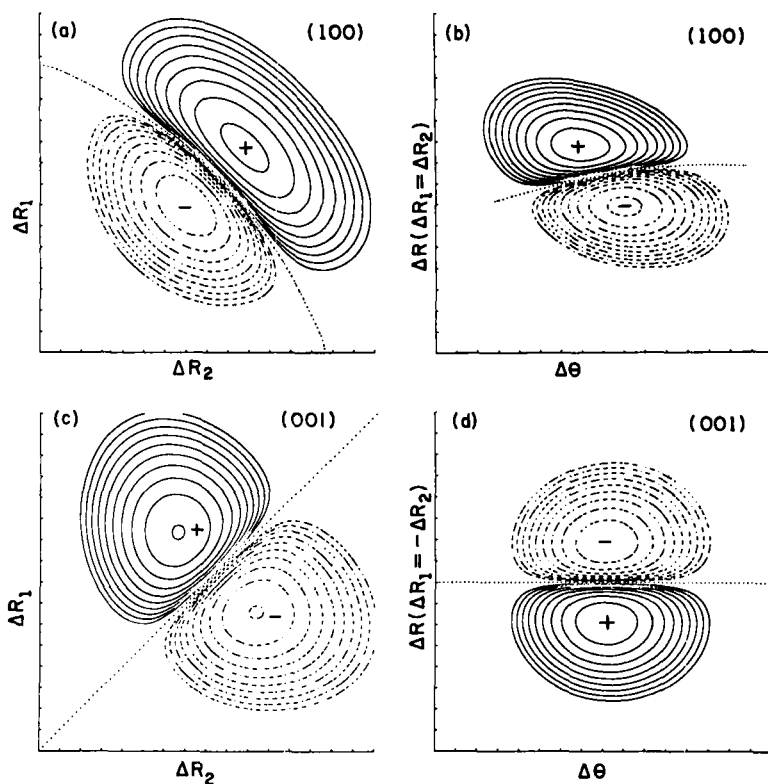 (a)
(100)
+
−
ΔR₁
ΔR₂
(b)
(100)
+
−
ΔR(ΔR₁=ΔR₂)
Δθ
(c)
(001)
+
−
ΔR₁
ΔR₂
(d)
(001)
−
+
ΔR(ΔR₁=-ΔR₂)
Δθ